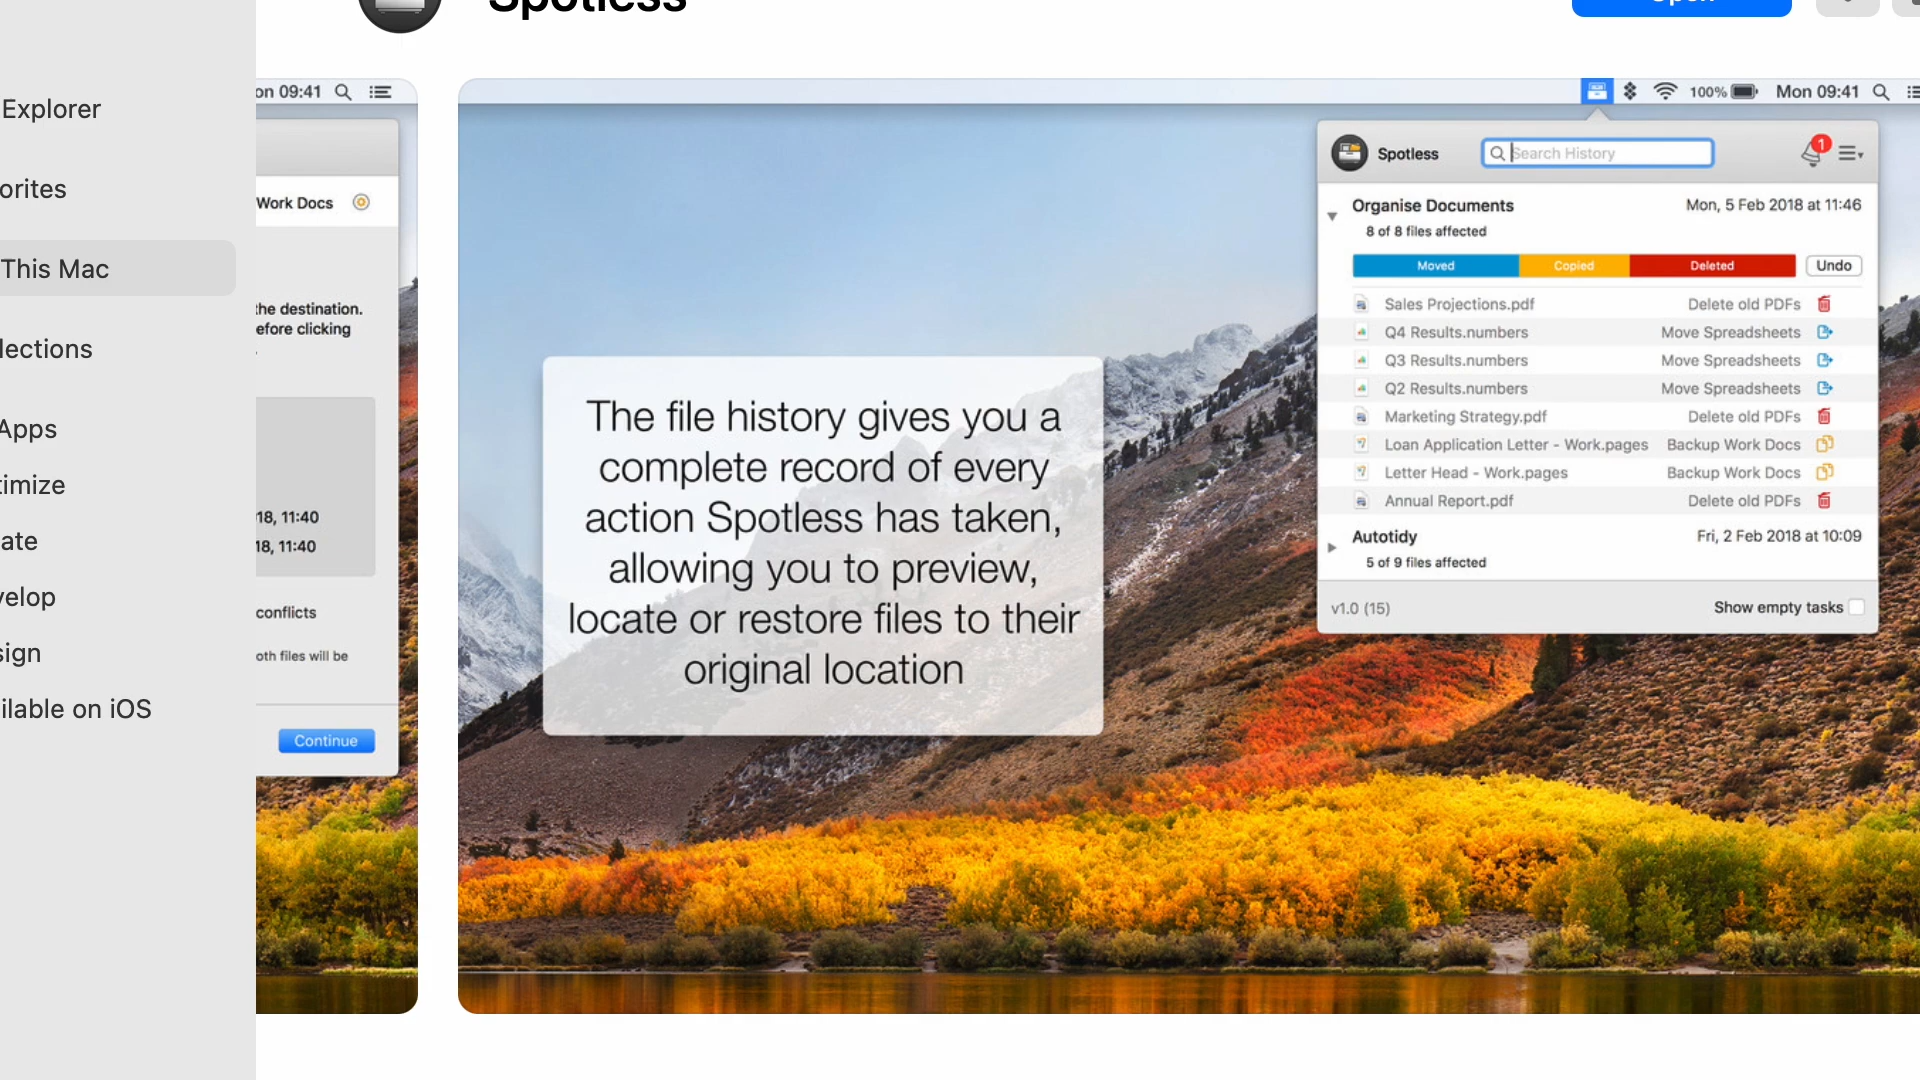 Spotless
Open
Explorer
orites
This Mac
lections
Apps
timize
ate
velop
sign
ilable on iOS
on 09:41
Work Docs
the destination.
efore clicking
18, 11:40
18, 11:40
conflicts
oth files will be
Continue
100% Mon 09:41
The file history gives you a
complete record of every
action Spotless has taken,
allowing you to preview,
locate or restore files to their
original location
Spotless Search History 1
Organise Documents Mon, 5 Feb 2018 at 11:46
8 of 8 files affected
Moved Copied Deleted Undo
Sales Projections.pdf Delete old PDFs
Q4 Results.numbers Move Spreadsheets
Q3 Results.numbers Move Spreadsheets
Q2 Results.numbers Move Spreadsheets
Marketing Strategy.pdf Delete old PDFs
Loan Application Letter - Work.pages Backup Work Docs
Letter Head - Work.pages Backup Work Docs
Annual Report.pdf Delete old PDFs
Autotidy Fri, 2 Feb 2018 at 10:09
5 of 9 files affected
v1.0 (15) Show empty tasks